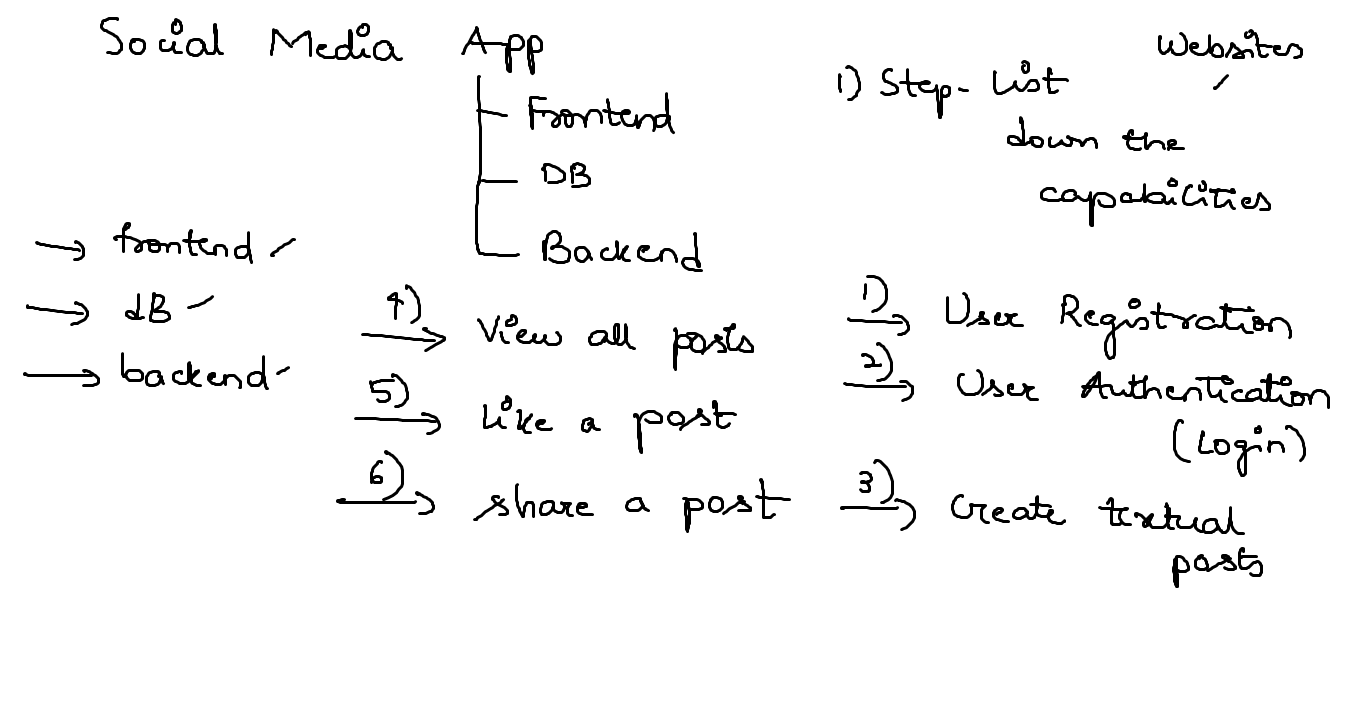 Social Media App
Frontend
DB
Backend
→ frontend
→ dB
→ backend
Websites
1) Step- List
down the
capabilities
1) → User Registration
2) → User Authentication
(Login)
3) → Create textual
posts
4) → View all posts
5) → Like a post
6) → share a post